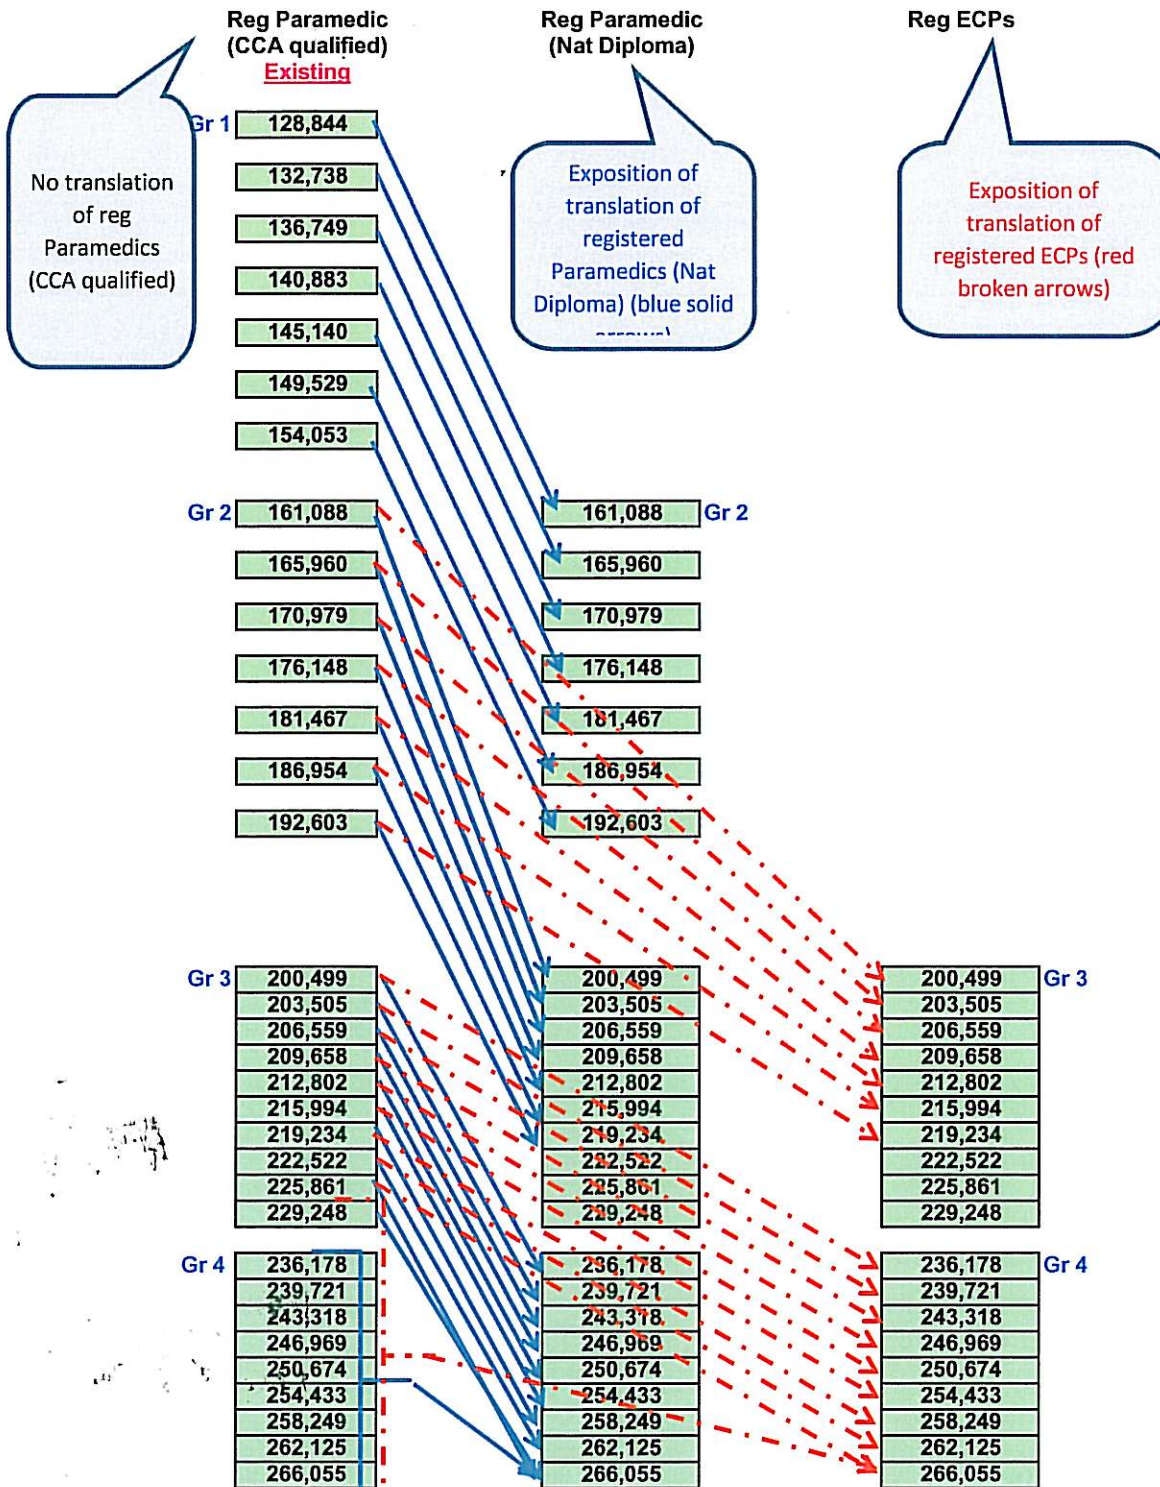 Reg Paramedic
(CCA qualified)
Existing
Reg Paramedic
(Nat Diploma)
Reg ECPs
No translation
of reg
Paramedics
(CCA qualified)
Exposition of
translation of
registered
Paramedics (Nat
Diploma) (blue solid
arrows)
Exposition of
translation of
registered ECPs (red
broken arrows)
Gr 1 128,844
132,738
136,749
140,883
145,140
149,529
154,053
Gr 2 161,088 161,088 Gr 2
165,960 165,960
170,979 170,979
176,148 176,148
181,467 181,467
186,954 186,954
192,603 192,603
Gr 3 200,499 200,499 200,499 Gr 3
203,505 203,505 203,505
206,559 206,559 206,559
209,658 209,658 209,658
212,802 212,802 212,802
215,994 215,994 215,994
219,234 219,234 219,234
222,522 222,522 222,522
225,861 225,861 225,861
229,248 229,248 229,248
Gr 4 236,178 236,178 236,178 Gr 4
239,721 239,721 239,721
243,318 243,318 243,318
246,969 246,969 246,969
250,674 250,674 250,674
254,433 254,433 254,433
258,249 258,249 258,249
262,125 262,125 262,125
266,055 266,055 266,055